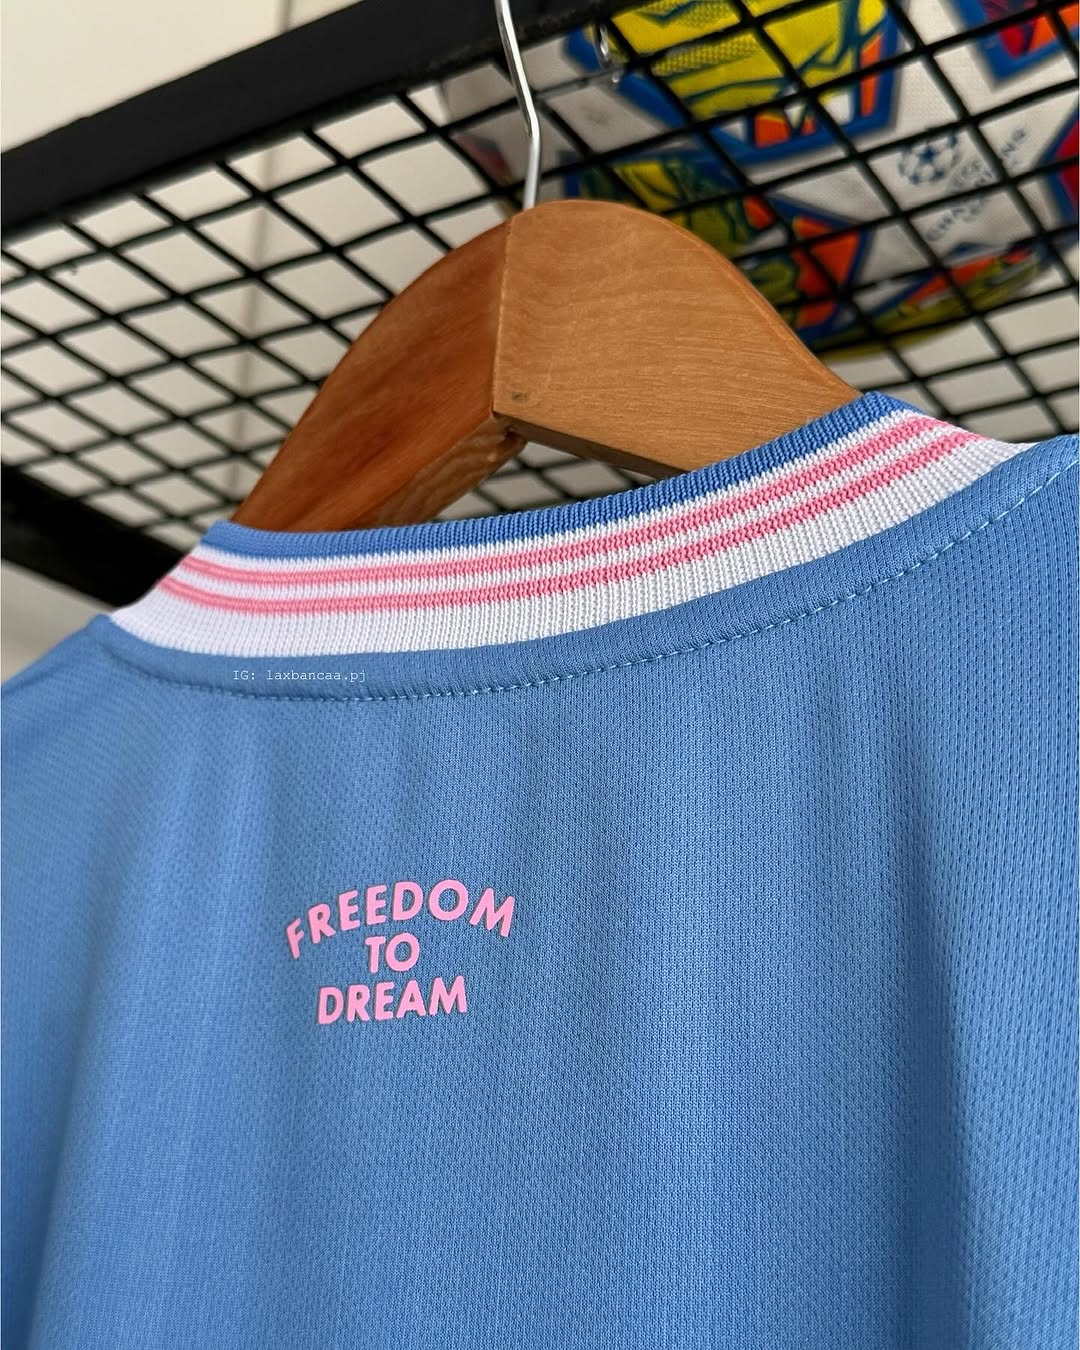 IG: laxbancaa.pj
FREEDOM
TO
DREAM